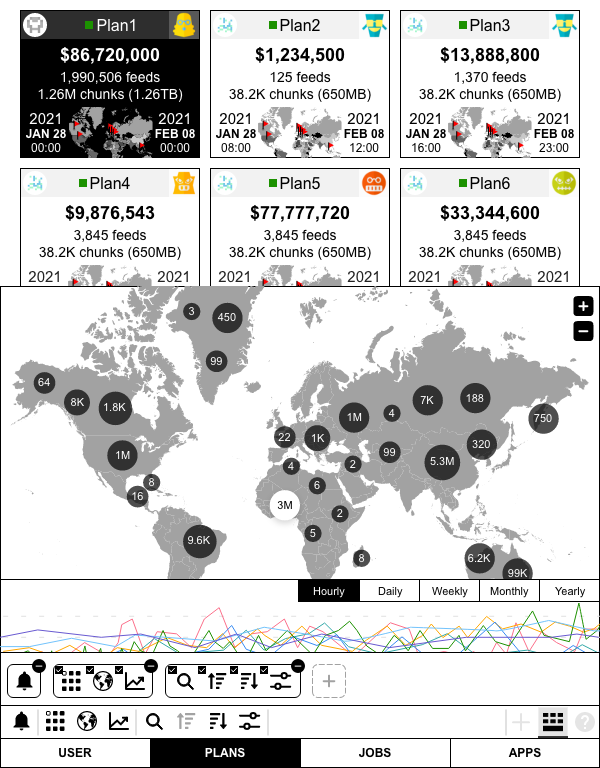 Plan1
$86,720,000
1,990,506 feeds
1.26M chunks (1.26TB)
2021
JAN 28
00:00
2021
FEB 08
00:00
Plan2
$1,234,500
125 feeds
38.2K chunks (650MB)
2021
JAN 28
08:00
2021
FEB 08
12:00
Plan3
$13,888,800
1,370 feeds
38.2K chunks (650MB)
2021
JAN 28
16:00
2021
FEB 08
23:00
Plan4
$9,876,543
3,845 feeds
38.2K chunks (650MB)
2021
2021
Plan5
$77,777,720
3,845 feeds
38.2K chunks (650MB)
2021
2021
Plan6
$33,344,600
3,845 feeds
38.2K chunks (650MB)
2021
2021
3
450
99
64
8K
1.8K
1M
8
16
9.6K
1M
4
7K
188
750
22
1K
99
320
5.3M
4
2
6
3M
2
5
8
6.2K
99K
Hourly
Daily
Weekly
Monthly
Yearly
USER
PLANS
JOBS
APPS